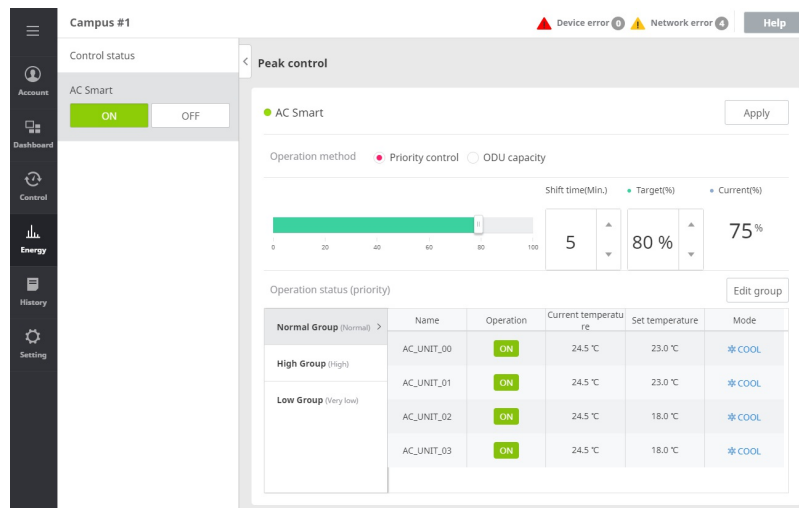 Campus #1
Device error 0
Network error 4
Help
Account
Dashboard
Control
Energy
History
Setting
Control status
AC Smart
ON OFF
Peak control
AC Smart
Apply
Operation method Priority control ODU capacity
Shift time(Min.) Target(%) Current(%)
0 20 40 60 80 100
5 80 % 75 %
Operation status (priority)
Edit group
Normal Group (Normal) >
High Group (High)
Low Group (Very low)
Name Operation Current temperatu
re Set temperature Mode
AC_UNIT_00 ON 24.5 ℃ 23.0 ℃ COOL
AC_UNIT_01 ON 24.5 ℃ 23.0 ℃ COOL
AC_UNIT_02 ON 24.5 ℃ 18.0 ℃ COOL
AC_UNIT_03 ON 24.5 ℃ 18.0 ℃ COOL